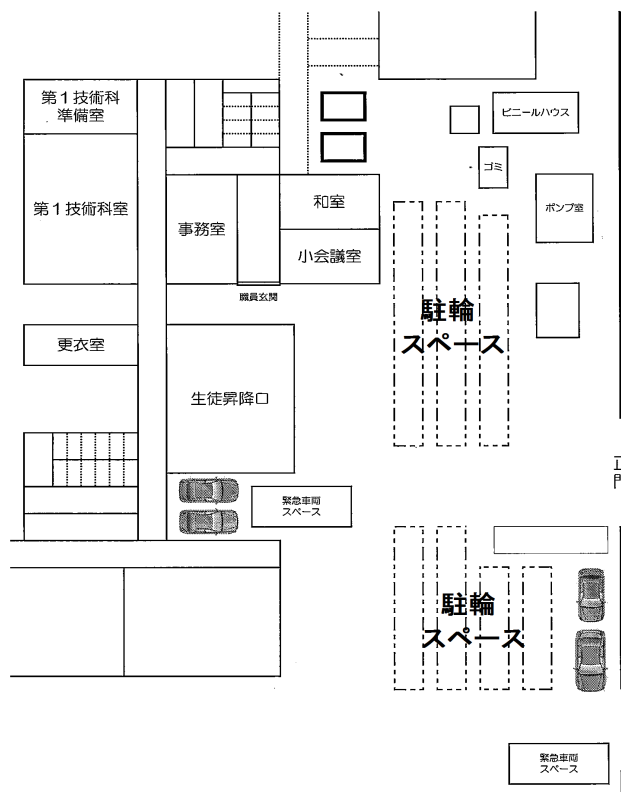 第1技術科
準備室
ビニールハウス
ゴミ
第1技術科室
事務室
和室
ポンプ室
小会議室
職員玄関
駐輪
スペース
更衣室
生徒昇降口
正門
緊急車両
スペース
駐輪
スペース
緊急車両
スペース